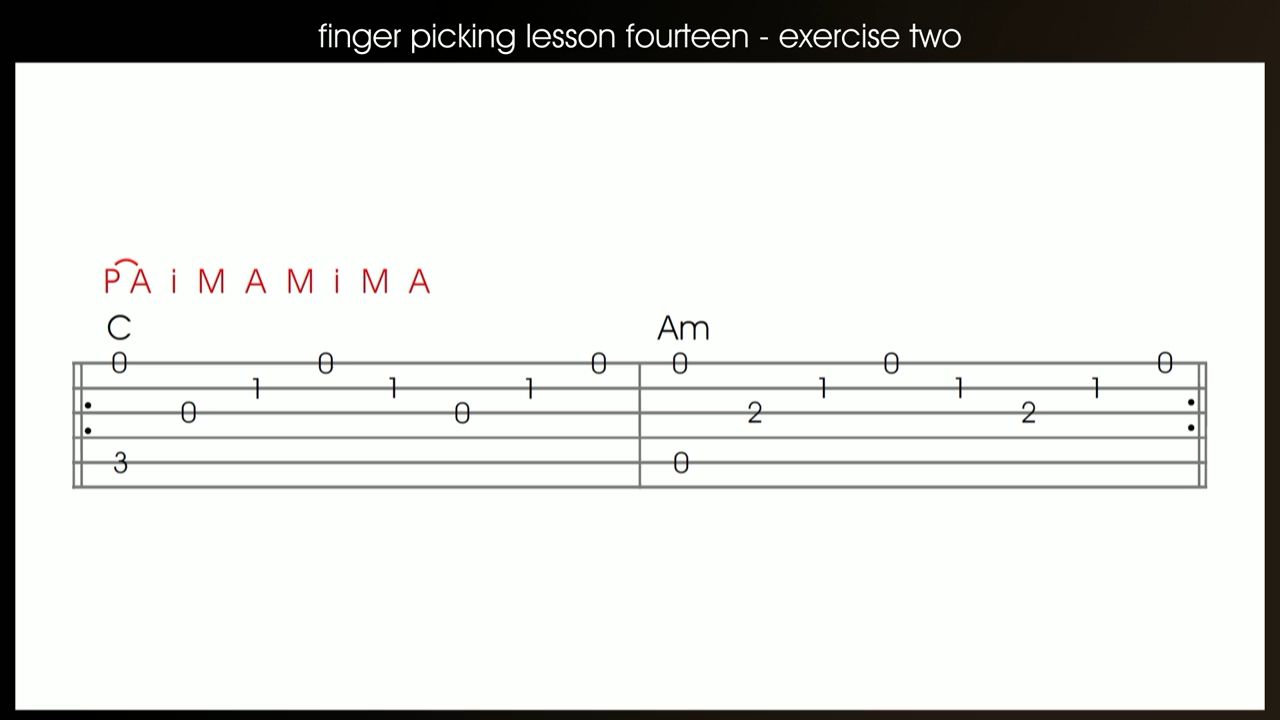 finger picking lesson fourteen - exercise two
P A i M A M i M A
C Am
0 0 0 0 0 0
1 1 1 1 1 1
0 0 2 2
3 0